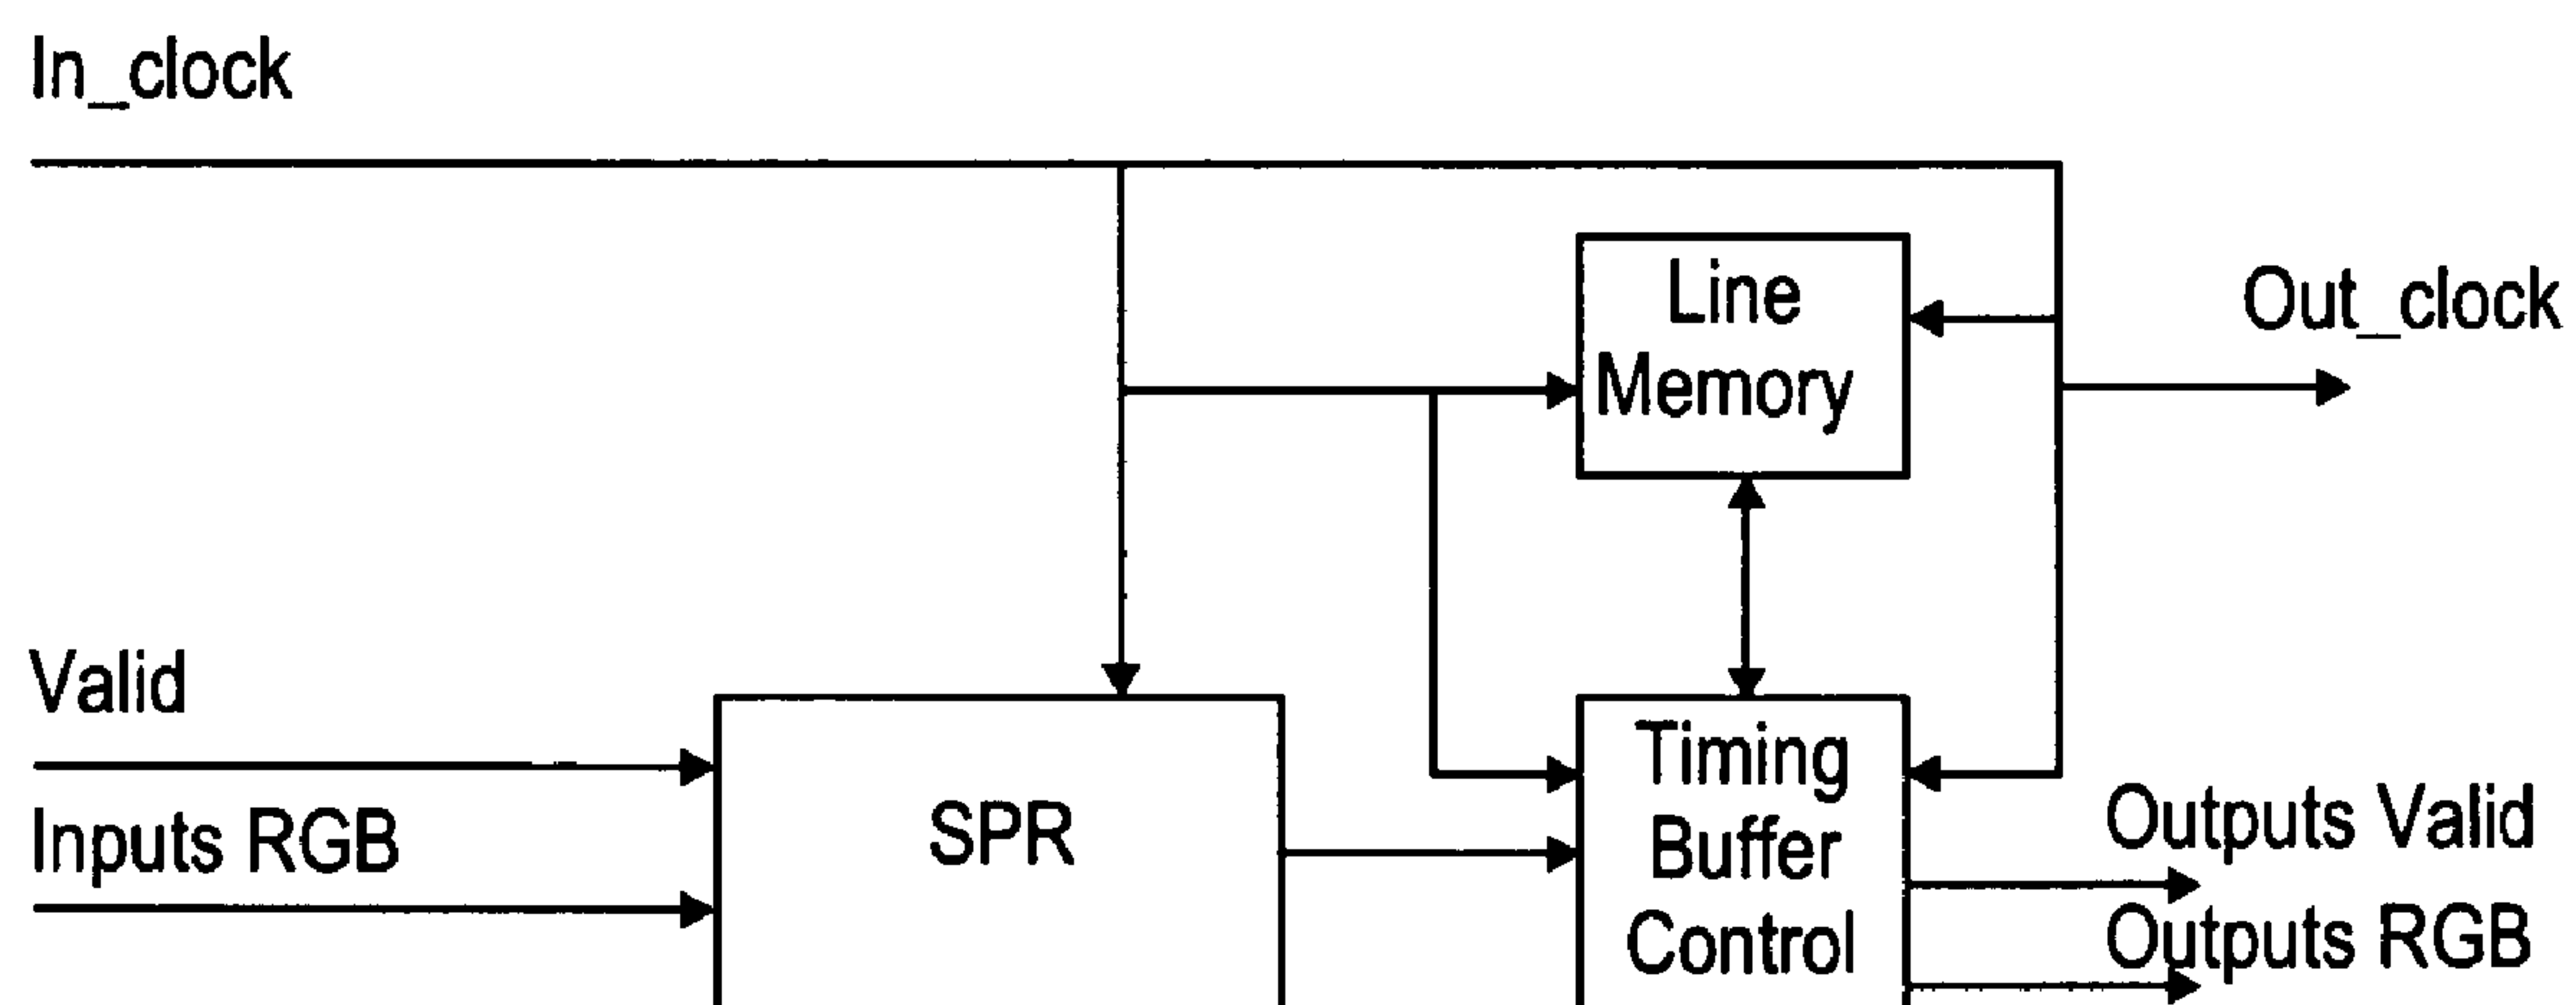 In_clock
Line
Memory
Out_clock
Valid
Inputs RGB
SPR
Timing
Buffer
Control
Outputs Valid
Outputs RGB